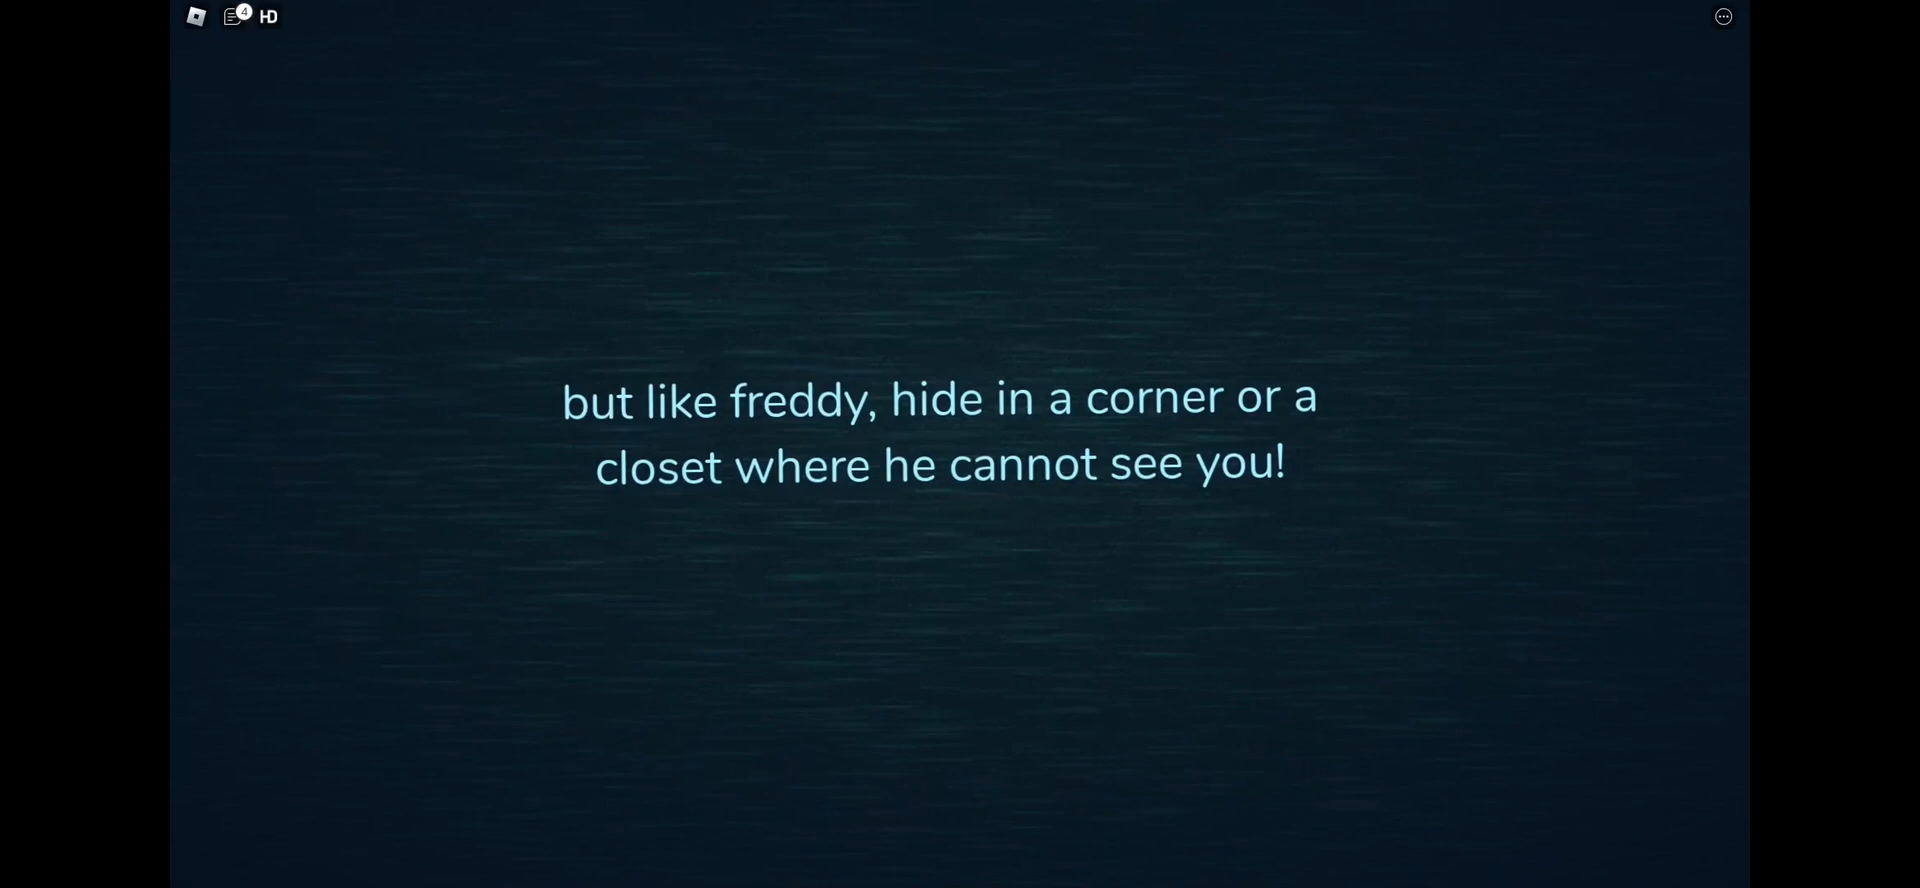 4 HD
but like freddy, hide in a corner or a
closet where he cannot see you!